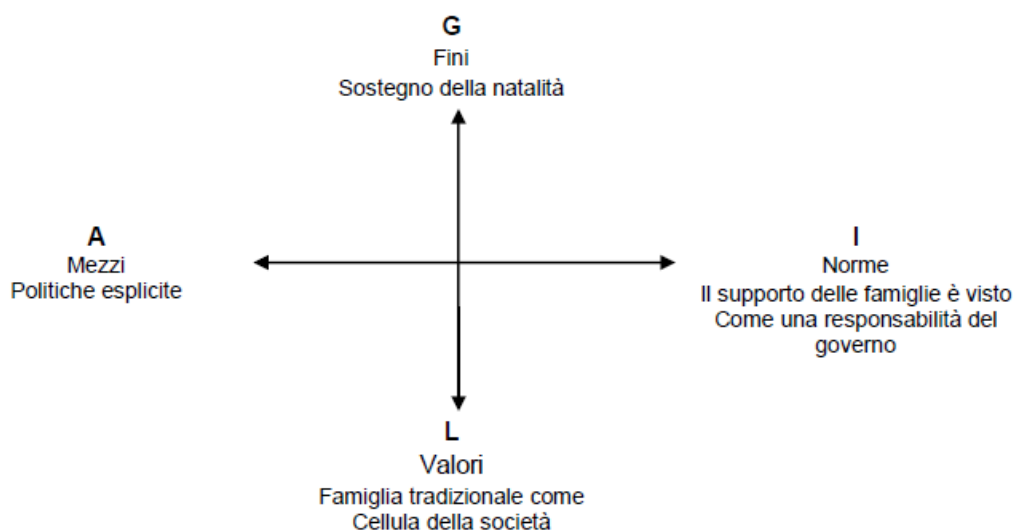 G
Fini
Sostegno della natalità
A
Mezzi
Politiche esplicite
I
Norme
Il supporto delle famiglie è visto
Come una responsabilità del
governo
L
Valori
Famiglia tradizionale come
Cellula della società